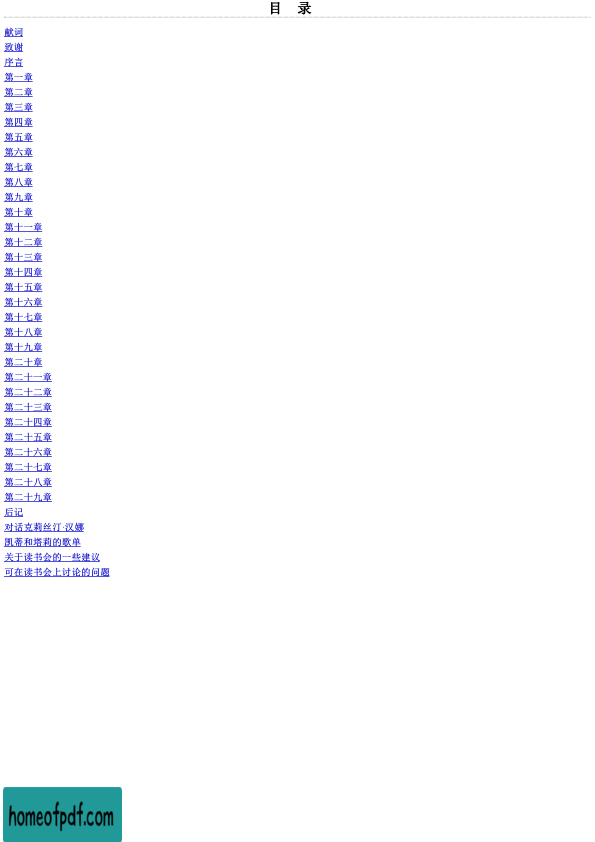 目 录
献词
致谢
序言
第一章
第二章
第三章
第四章
第五章
第六章
第七章
第八章
第九章
第十章
第十一章
第十二章
第十三章
第十四章
第十五章
第十六章
第十七章
第十八章
第十九章
第二十章
第二十一章
第二十二章
第二十三章
第二十四章
第二十五章
第二十六章
第二十七章
第二十八章
第二十九章
后记
对话克莉丝汀·汉娜
凯蒂和塔莉的歌单
关于读书会的一些建议
可在读书会上讨论的问题
homeofpdf.com